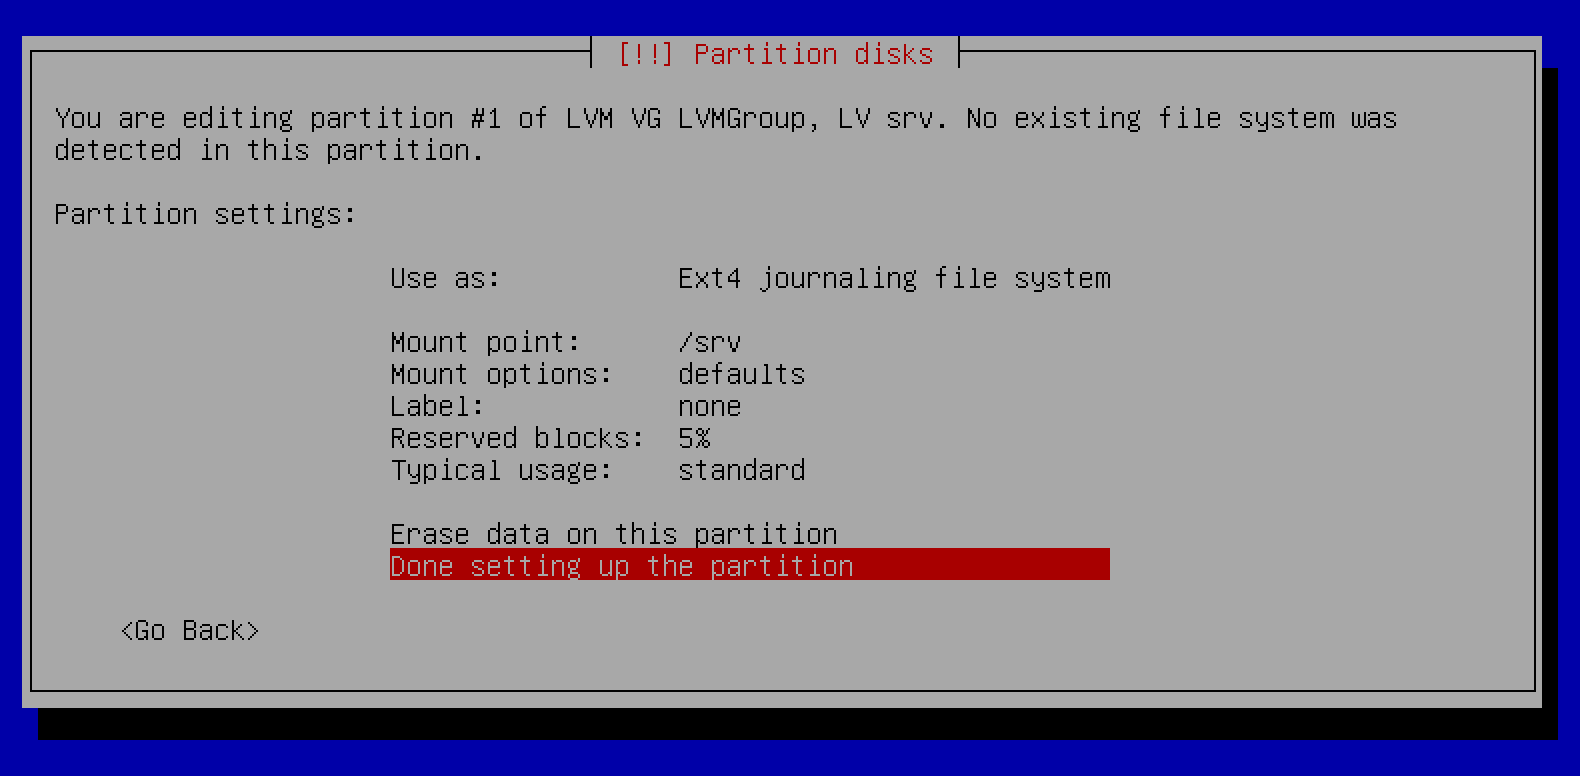 [!!] Partition disks
You are editing partition #1 of LVM VG LVMGroup, LV srv. No existing file system was
detected in this partition.
Partition settings:
Use as: Ext4 journaling file system
Mount point: /srv
Mount options: defaults
Label: none
Reserved blocks: 5%
Typical usage: standard
Erase data on this partition
Done setting up the partition
<Go Back>